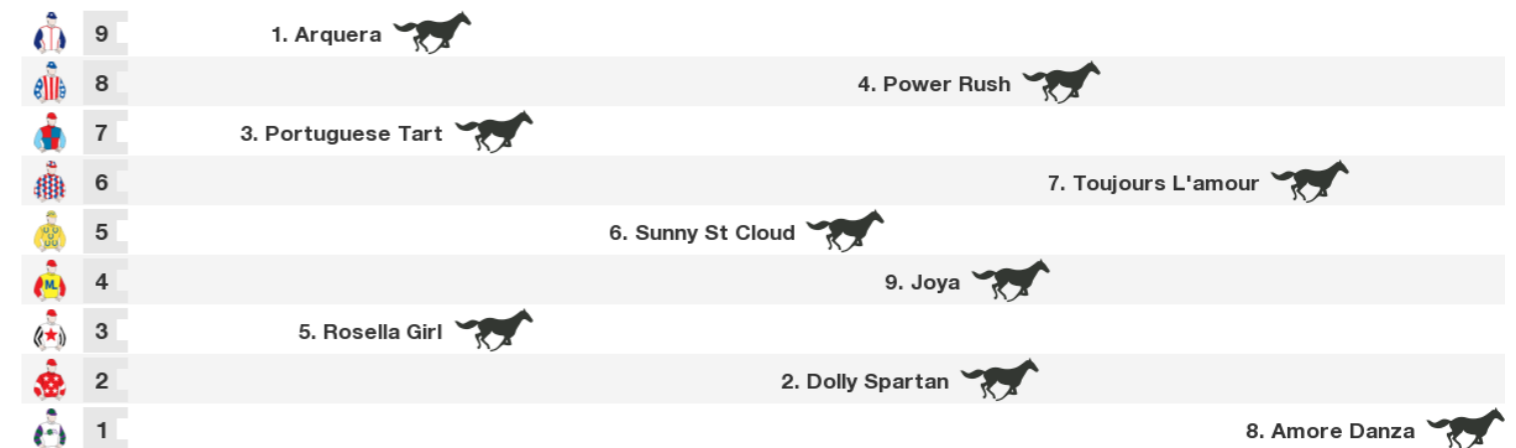 9 1. Arquera
8 4. Power Rush
7 3. Portuguese Tart
6 7. Toujours L'amour
5 6. Sunny St Cloud
ML
4 9. Joya
3 5. Rosella Girl
2 2. Dolly Spartan
1 8. Amore Danza